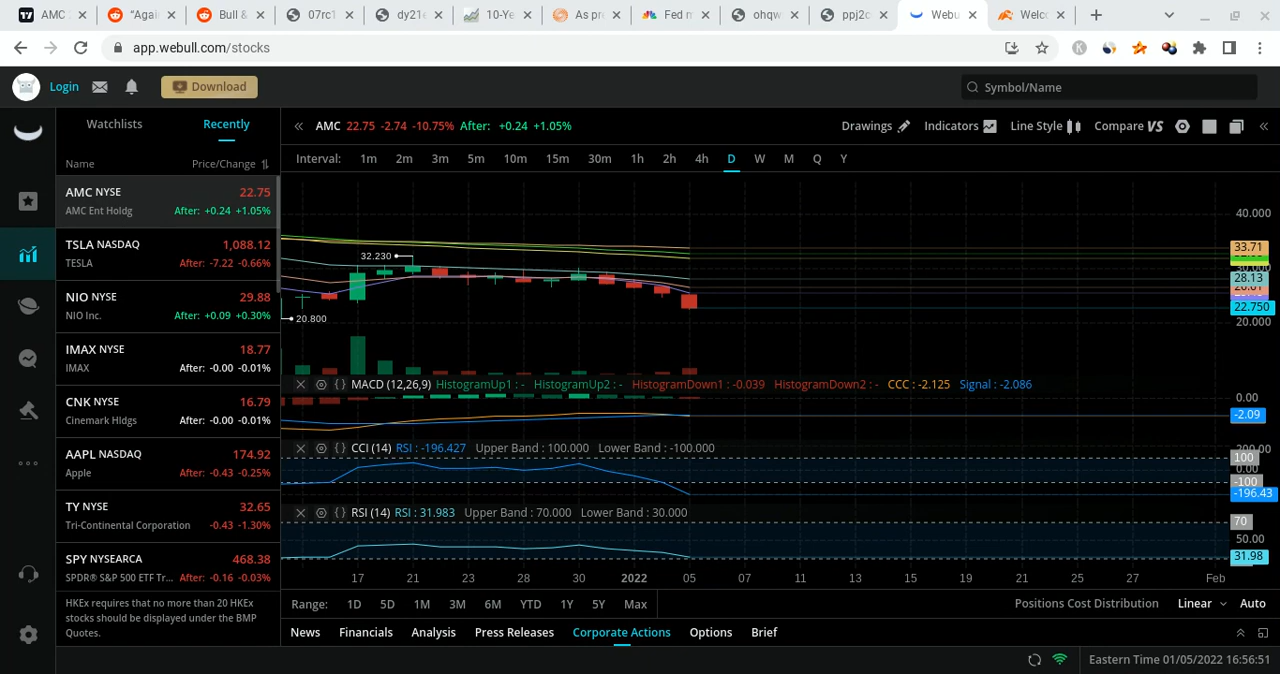 AMC 2
"Agai
Bull &
07rc1
dy21e
10-Ye
As pre
Fed m
ohqw
ppj2c
Webu
Welco
app.webull.com/stocks
Login
Download
Symbol/Name
Watchlists Recently
Name Price/Change
AMC NYSE 22.75
AMC Ent Holdg After: +0.24 +1.05%
TSLA NASDAQ 1,088.12
TESLA After: -7.22 -0.66%
NIO NYSE 29.88
NIO Inc. After: +0.09 +0.30%
IMAX NYSE 18.77
IMAX After: -0.00 -0.01%
CNK NYSE 16.79
Cinemark Hldgs After: -0.00 -0.01%
AAPL NASDAQ 174.92
Apple After: -0.43 -0.25%
TY NYSE 32.65
Tri-Continental Corporation -0.43 -1.30%
SPY NYSEARCA 468.38
SPDR® S&P 500 ETF Tr... After: -0.16 -0.03%
HKEx requires that no more than 20 HKEx
stocks should be displayed under the BMP
Quotes.
AMC 22.75 -2.74 -10.75% After: +0.24 +1.05%
Drawings Indicators Line Style Compare VS
Interval: 1m 2m 3m 5m 10m 15m 30m 1h 2h 4h D W M Q Y
32.230
20.800
40.000
33.71
30.000
28.13
22.750
20.000
MACD (12,26,9) HistogramUp1 : - HistogramUp2 : - HistogramDown1 : -0.039 HistogramDown2 : - CCC : -2.125 Signal : -2.086
0.00
-2.09
CCI (14) RSI : -196.427 Upper Band : 100.000 Lower Band : -100.000
100
0.00
-100
-196.43
RSI (14) RSI : 31.983 Upper Band : 70.000 Lower Band : 30.000
70
50.00
31.98
17 21 23 28 30 2022 05 07 11 13 15 19 21 25 27 Feb
Range: 1D 5D 1M 3M 6M YTD 1Y 5Y Max
Positions Cost Distribution Linear Auto
News Financials Analysis Press Releases Corporate Actions Options Brief
Eastern Time 01/05/2022 16:56:51